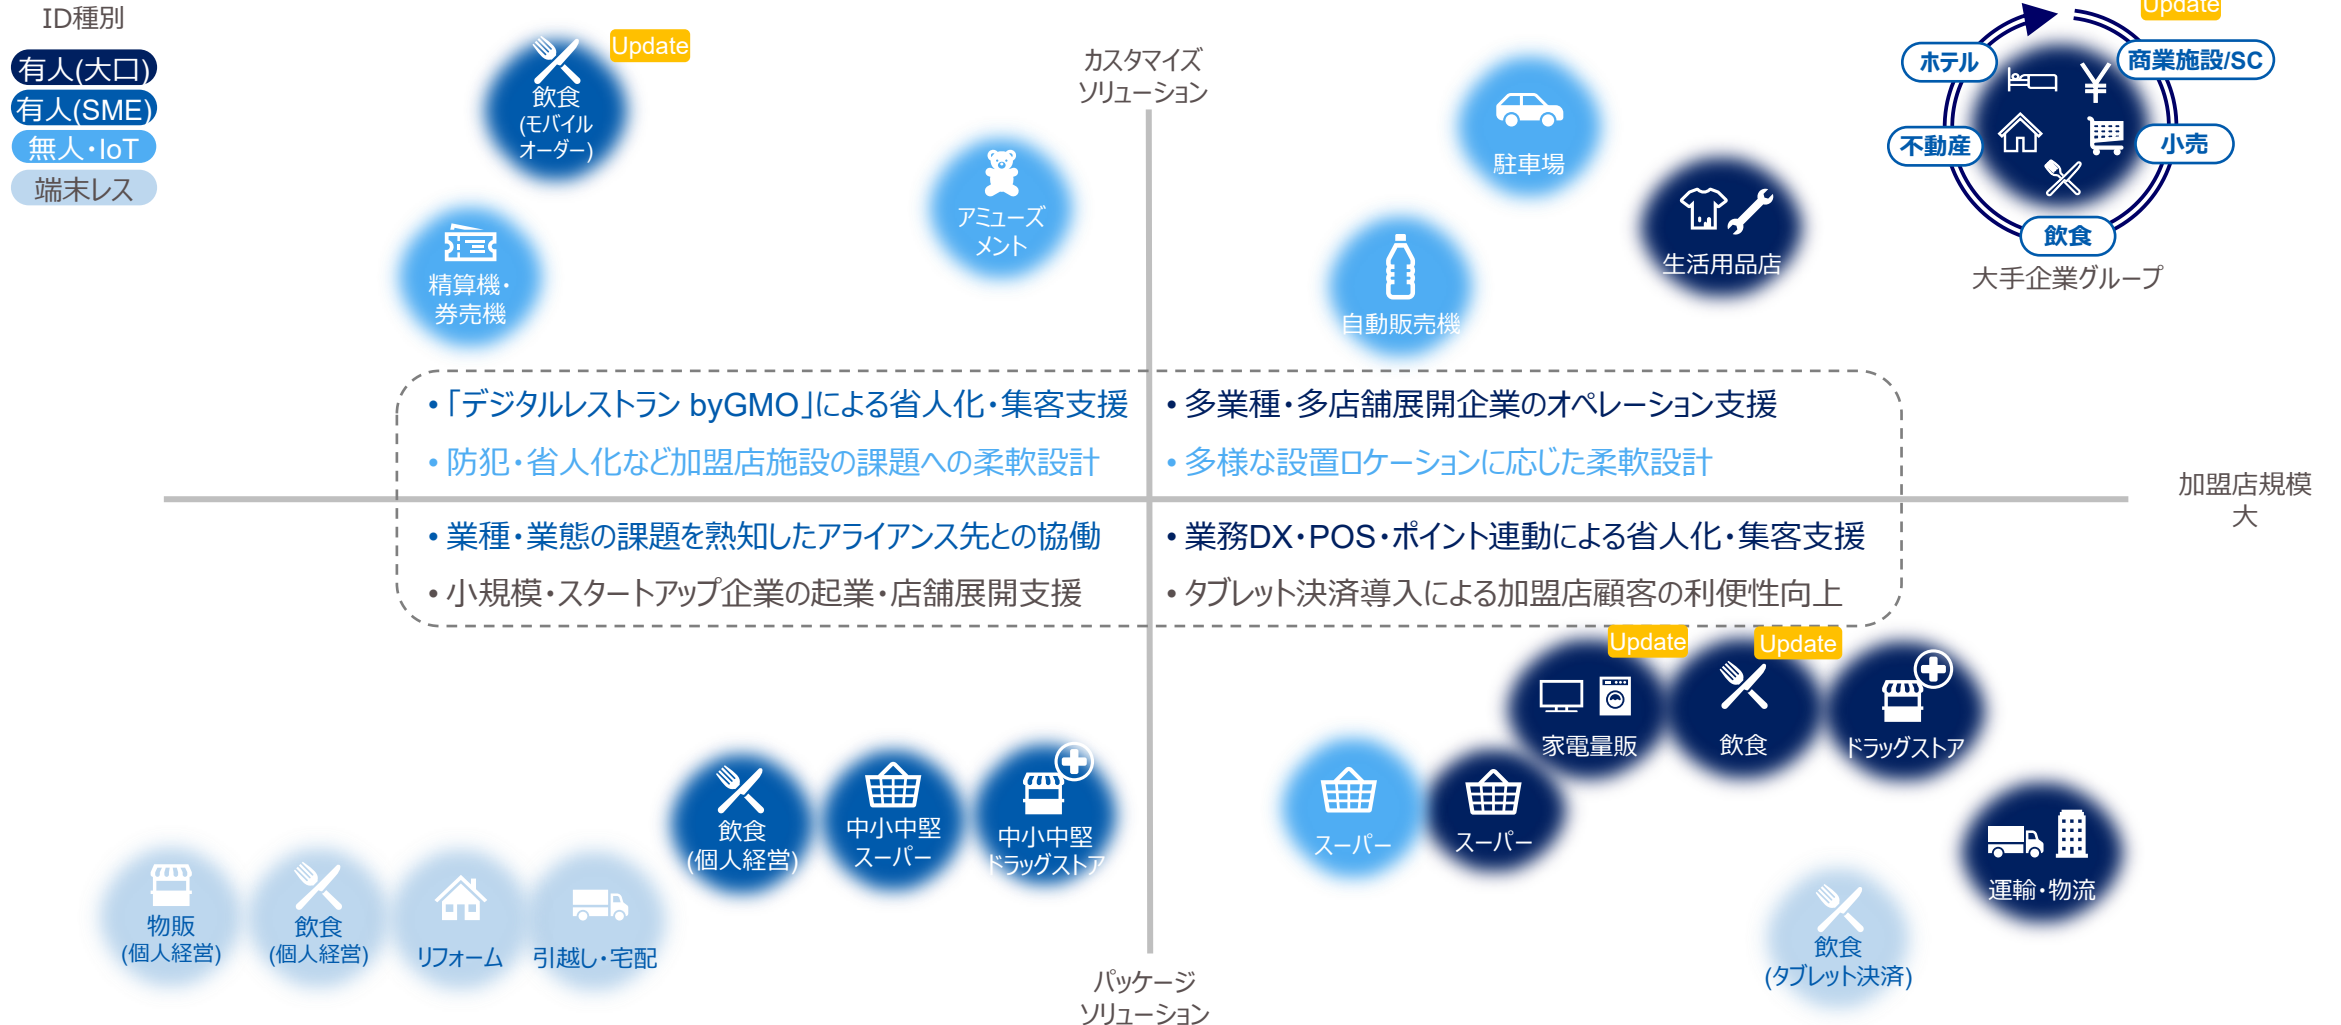 ID種別
有人(大口)
有人(SME)
無人・IoT
端末レス
Update
飲食
(モバイル
オーダー)
精算機・
券売機
アミューズ
メント
カスタマイズ
ソリューション
駐車場
自動販売機
生活用品店
Update
ホテル
商業施設/SC
不動産
小売
飲食
大手企業グループ
• 「デジタルレストラン byGMO」による省人化・集客支援
• 防犯・省人化など加盟店施設の課題への柔軟設計
• 多業種・多店舗展開企業のオペレーション支援
• 多様な設置ロケーションに応じた柔軟設計
加盟店規模
大
• 業種・業態の課題を熟知したアライアンス先との協働
• 小規模・スタートアップ企業の起業・店舗展開支援
• 業務DX・POS・ポイント連動による省人化・集客支援
• タブレット決済導入による加盟店顧客の利便性向上
物販
(個人経営)
飲食
(個人経営)
リフォーム
引越し・宅配
飲食
(個人経営)
中小中堅
スーパー
中小中堅
ドラッグストア
スーパー
スーパー
Update
家電量販
Update
飲食
ドラッグストア
運輸・物流
飲食
(タブレット決済)
パッケージ
ソリューション